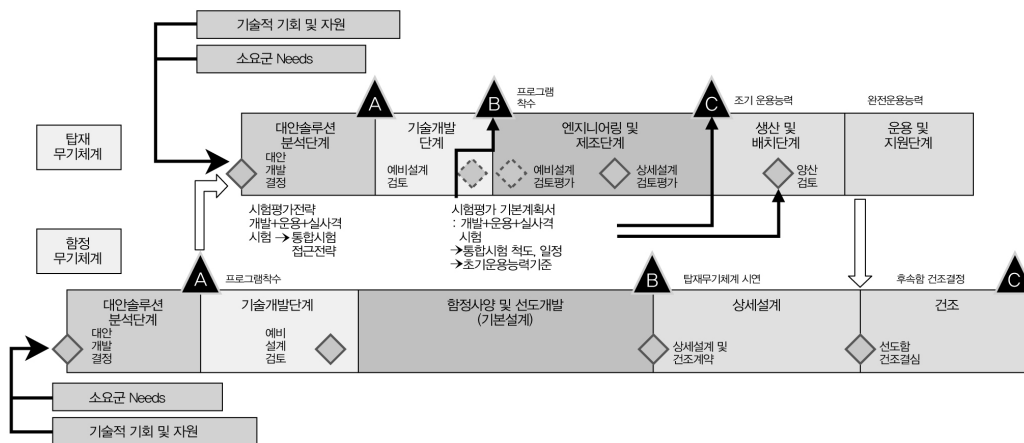 기술적 기회 및 자원
소요군 Needs
A
B
프로그램
착수
C
조기 운용능력
완전운용능력
탑재
무기체계
대안솔루션
분석단계
대안
개발
결정
기술개발
단계
예비설계
검토
엔지니어링 및
제조단계
예비설계
검토평가
상세설계
검토평가
생산 및
배치단계
양산
검토
운용 및
지원단계
시험평가전략
개발+운용+실사격
시험 → 통합시험
접근전략
시험평가 기본계획서
: 개발+운용+실사격
시험
→통합시험 척도, 일정
→초기운용능력기준
함정
무기체계
A
프로그램착수
B
탑재무기체계 시연
후속함 건조결정
C
대안솔루션
분석단계
대안
개발
결정
기술개발단계
예비
설계
검토
함정사양 및 선도개발
(기본설계)
상세설계
상세설계 및
건조계약
건조
선도함
건조결심
소요군 Needs
기술적 기회 및 자원